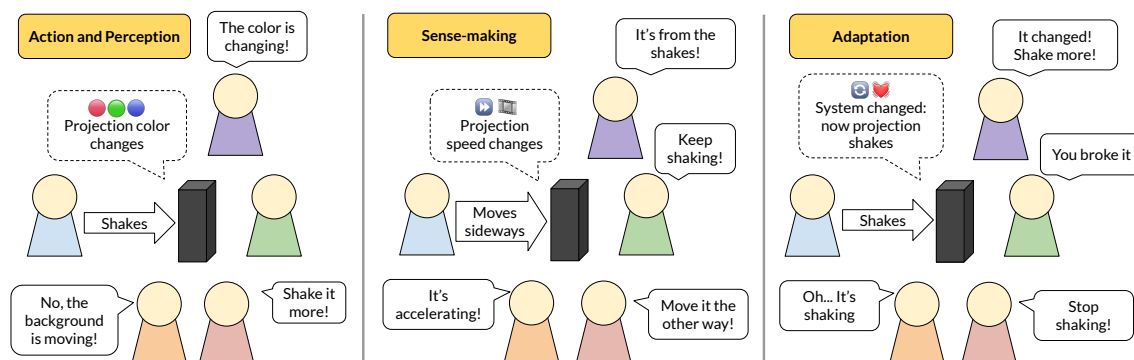 Action and Perception
The color is
changing!
Projection color
changes
Shakes
No, the
background
is moving!
Shake it
more!
Sense-making
It's from the
shakes!
Projection
speed changes
Keep
shaking!
Moves
sideways
It's
accelerating!
Move it the
other way!
Adaptation
It changed!
Shake more!
System changed:
now projection
shakes
You broke it
Shakes
Oh... It's
shaking
Stop
shaking!